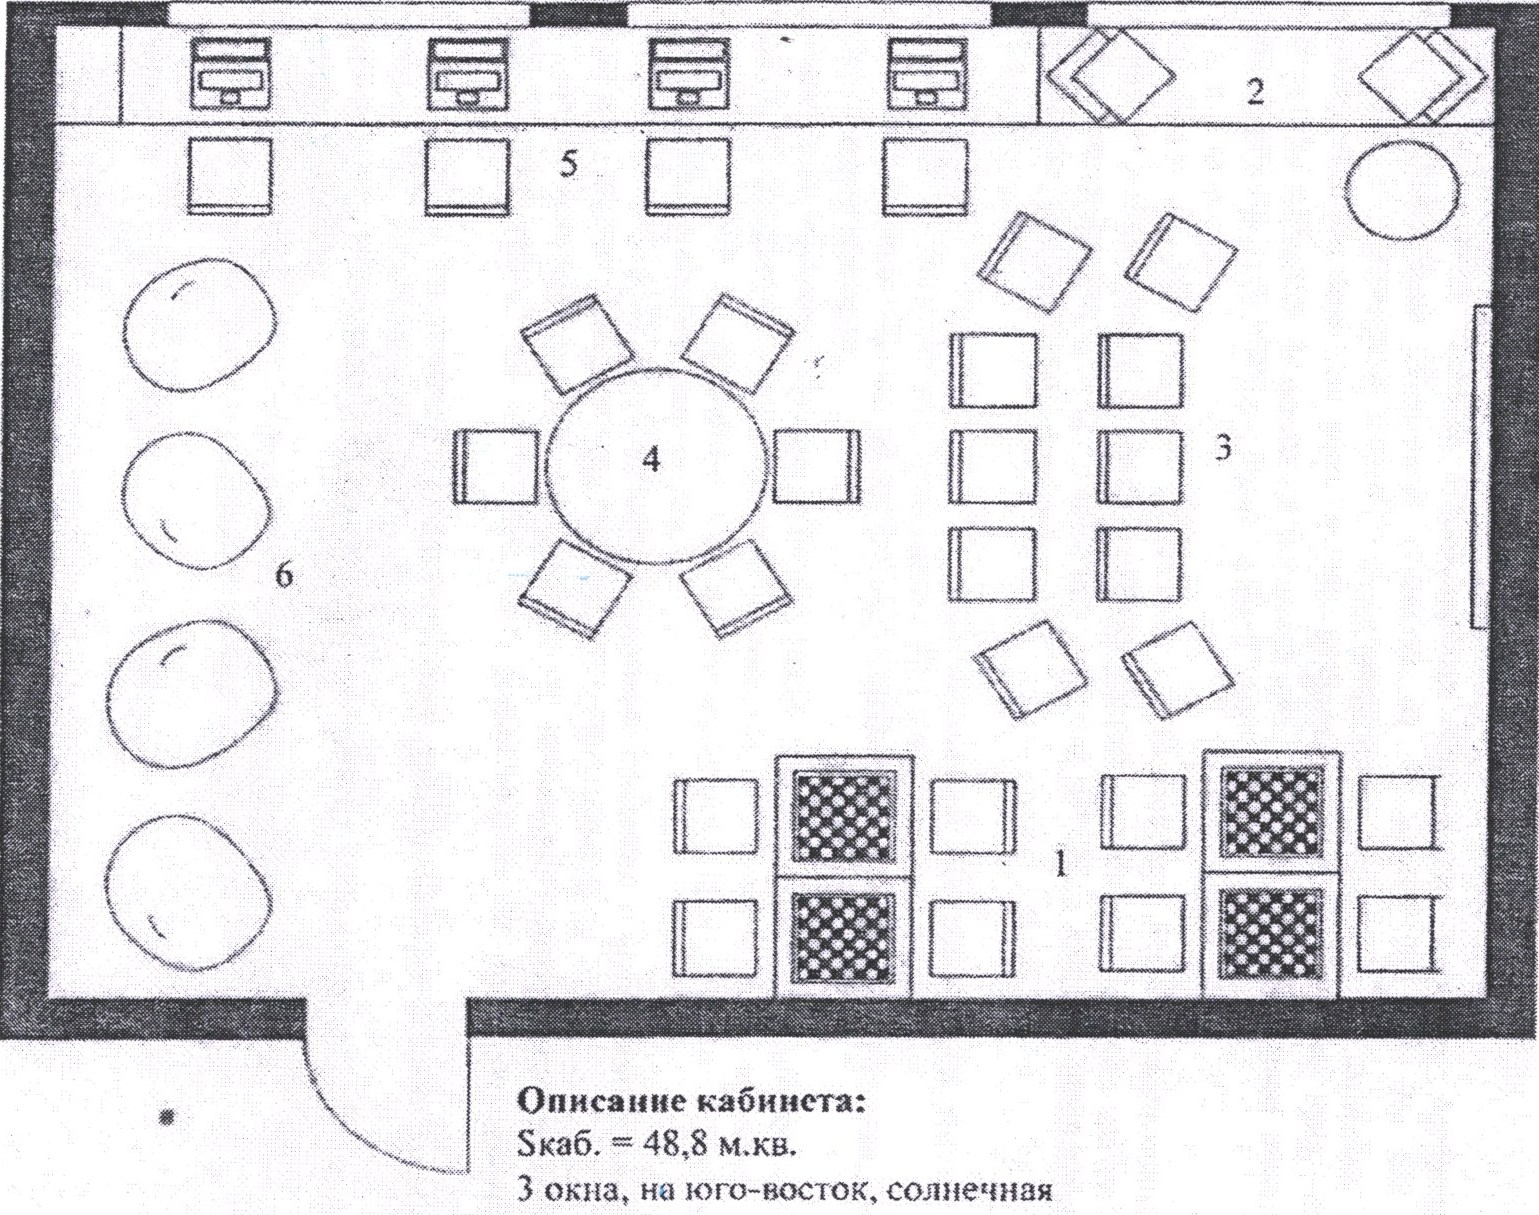 2
5
3
4
6
1
Описание кабинета:
Sкаб. = 48,8 м.кв.
3 окна, на юго-восток, солнечная